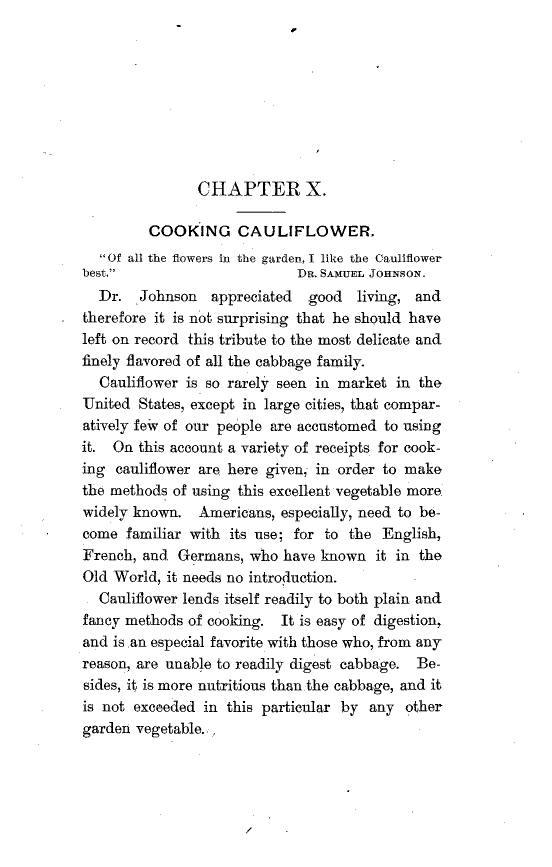 CHAPTER X.
COOKING CAULIFLOWER.
"Of all the flowers in the garden, I like the Cauliflower
best." DR. SAMUEL JOHNSON.
Dr. Johnson appreciated good living, and
therefore it is not surprising that he should have
left on record this tribute to the most delicate and
finely flavored of all the cabbage family.
Cauliflower is so rarely seen in market in the
United States, except in large cities, that compar-
atively few of our people are accustomed to using
it. On this account a variety of receipts for cook-
ing cauliflower are here given, in order to make
the methods of using this excellent vegetable more
widely known. Americans, especially, need to be-
come familiar with its use; for to the English,
French, and Germans, who have known it in the
Old World, it needs no introduction.
Cauliflower lends itself readily to both plain and
fancy methods of cooking. It is easy of digestion,
and is an especial favorite with those who, from any
reason, are unable to readily digest cabbage. Be-
sides, it is more nutritious than the cabbage, and it
is not exceeded in this particular by any other
garden vegetable.